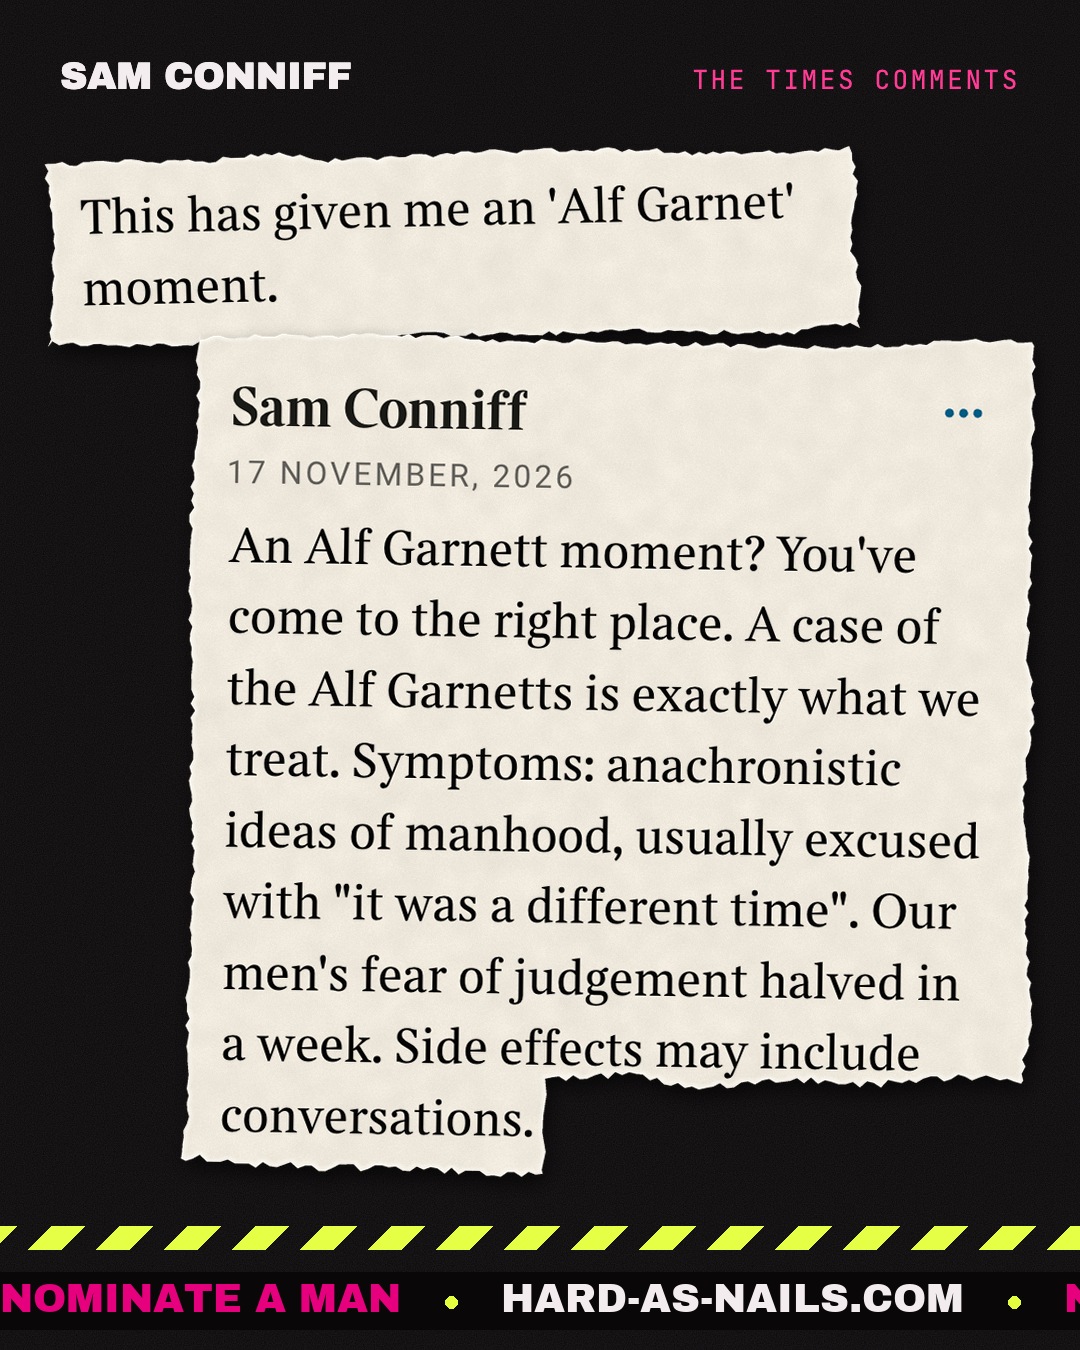 SAM CONNIFF
THE TIMES COMMENTS
This has given me an 'Alf Garnet'
moment.
Sam Conniff
17 NOVEMBER, 2026
An Alf Garnett moment? You've
come to the right place. A case of
the Alf Garnetts is exactly what we
treat. Symptoms: anachronistic
ideas of manhood, usually excused
with "it was a different time". Our
men's fear of judgement halved in
a week. Side effects may include
conversations.
NOMINATE A MAN • HARD-AS-NAILS.COM •